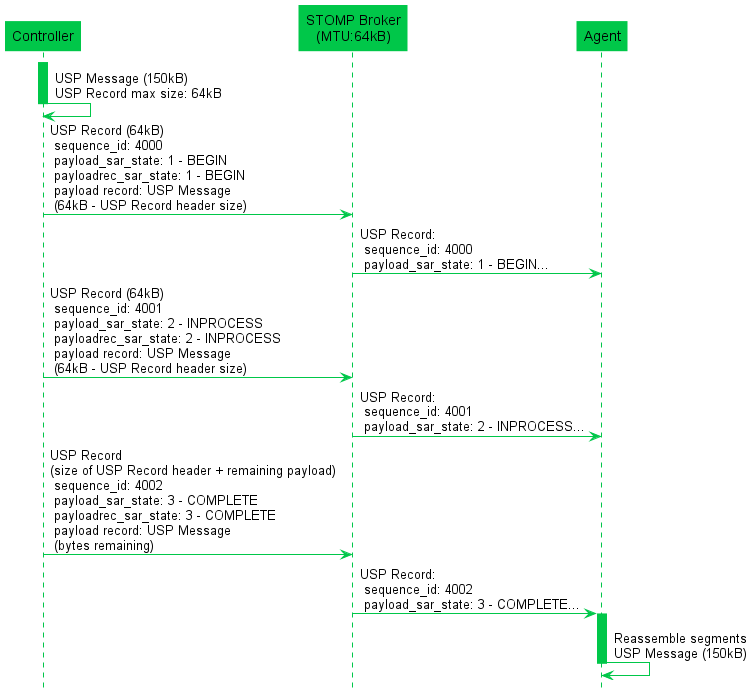 Controller
STOMP Broker
(MTU:64kB)
Agent
USP Message (150kB)
USP Record max size: 64kB
USP Record (64kB)
sequence_id: 4000
payload_sar_state: 1 - BEGIN
payloadrec_sar_state: 1 - BEGIN
payload record: USP Message
(64kB - USP Record header size)
USP Record:
sequence_id: 4000
payload_sar_state: 1 - BEGIN...
USP Record (64kB)
sequence_id: 4001
payload_sar_state: 2 - INPROCESS
payloadrec_sar_state: 2 - INPROCESS
payload record: USP Message
(64kB - USP Record header size)
USP Record:
sequence_id: 4001
payload_sar_state: 2 - INPROCESS...
USP Record
(size of USP Record header + remaining payload)
sequence_id: 4002
payload_sar_state: 3 - COMPLETE
payloadrec_sar_state: 3 - COMPLETE
payload record: USP Message
(bytes remaining)
USP Record:
sequence_id: 4002
payload_sar_state: 3 - COMPLETE...
Reassemble segments
USP Message (150kB)